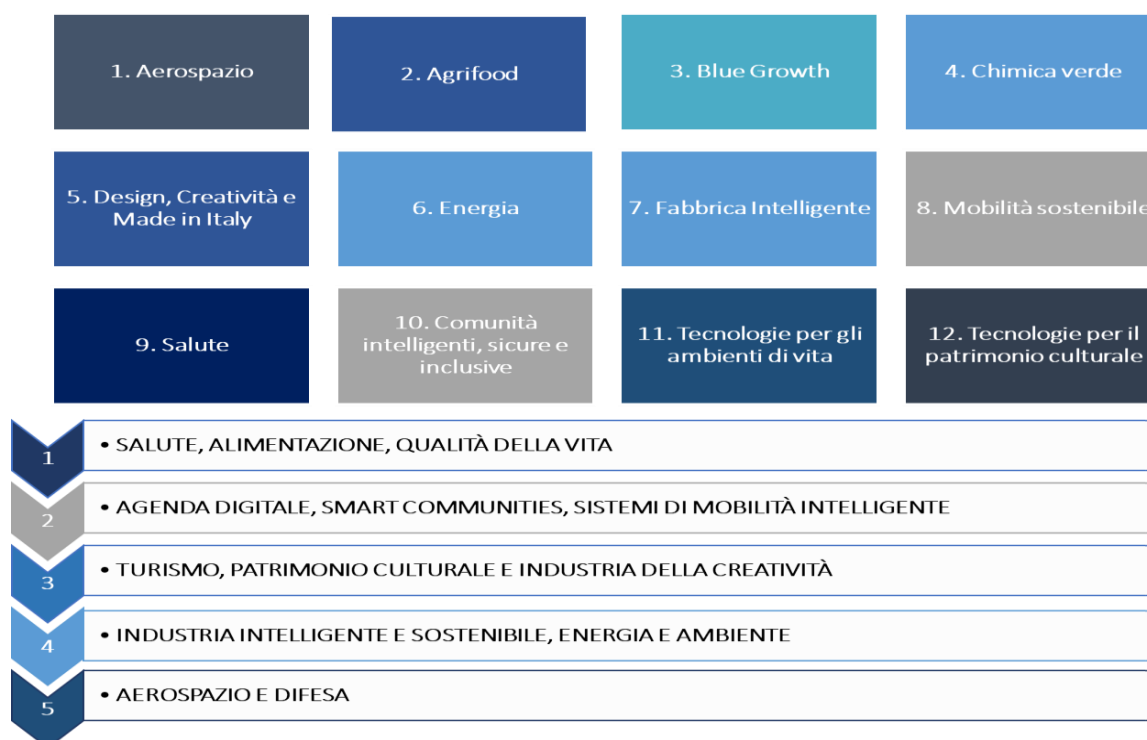 1. Aerospazio
2. Agrifood
3. Blue Growth
4. Chimica verde
5. Design, Creatività e
Made in Italy
6. Energia
7. Fabbrica Intelligente
8. Mobilità sostenibile
9. Salute
10. Comunità
intelligenti, sicure e
inclusive
11. Tecnologie per gli
ambienti di vita
12. Tecnologie per il
patrimonio culturale
1
• SALUTE, ALIMENTAZIONE, QUALITÀ DELLA VITA
2
• AGENDA DIGITALE, SMART COMMUNITIES, SISTEMI DI MOBILITÀ INTELLIGENTE
3
• TURISMO, PATRIMONIO CULTURALE E INDUSTRIA DELLA CREATIVITÀ
4
• INDUSTRIA INTELLIGENTE E SOSTENIBILE, ENERGIA E AMBIENTE
5
• AEROSPAZIO E DIFESA